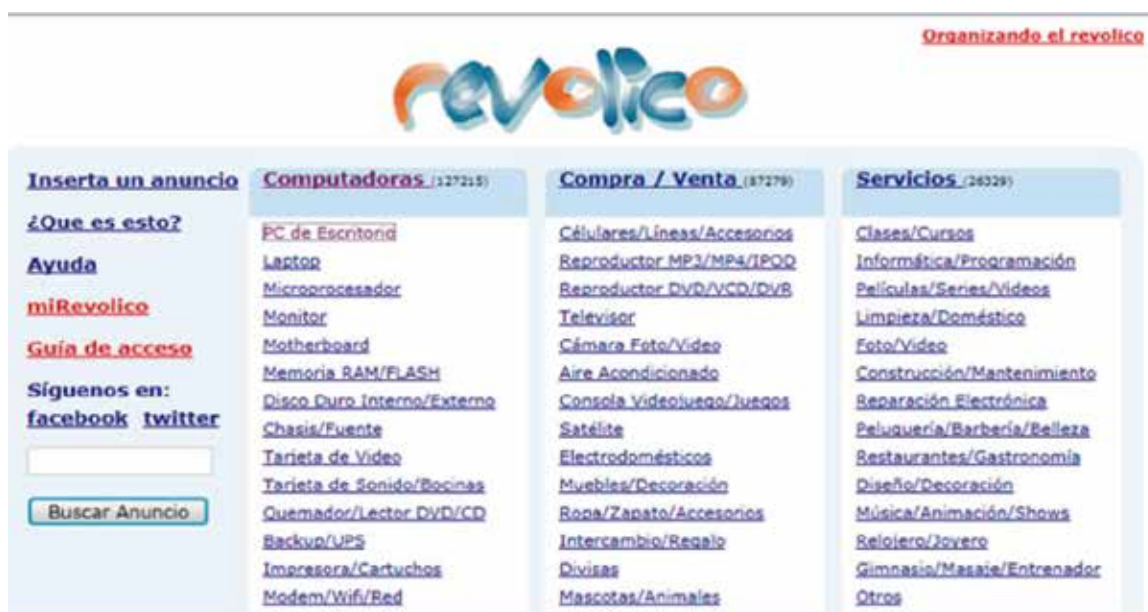 Organizando el revolico
revolico
Inserta un anuncio
¿Que es esto?
Ayuda
miRevolico
Guía de acceso
Síguenos en:
facebook twitter
Buscar Anuncio
Computadoras (127215)
PC de Escritorio
Laptop
Microprocesador
Monitor
Motherboard
Memoria RAM/FLASH
Disco Duro Interno/Externo
Chasis/Fuente
Tarjeta de Video
Tarjeta de Sonido/Bocinas
Quemador/Lector DVD/CD
Backup/UPS
Impresora/Cartuchos
Modem/Wifi/Red
Compra / Venta (87279)
Célulares/Líneas/Accesorios
Reproductor MP3/MP4/IPOD
Reproductor DVD/VCD/DVR
Televisor
Cámara Foto/Video
Aire Acondicionado
Consola Videojuego/Juegos
Satélite
Electrodomésticos
Muebles/Decoración
Ropa/Zapato/Accesorios
Intercambio/Regalo
Divisas
Mascotas/Animales
Servicios (26329)
Clases/Cursos
Informática/Programación
Películas/Series/Videos
Limpieza/Doméstico
Foto/Video
Construcción/Mantenimiento
Reparación Electrónica
Peluquería/Barbería/Belleza
Restaurantes/Gastronomía
Diseño/Decoración
Música/Animación/Shows
Relojero/Joyero
Gimnasio/Masaje/Entrenador
Otros